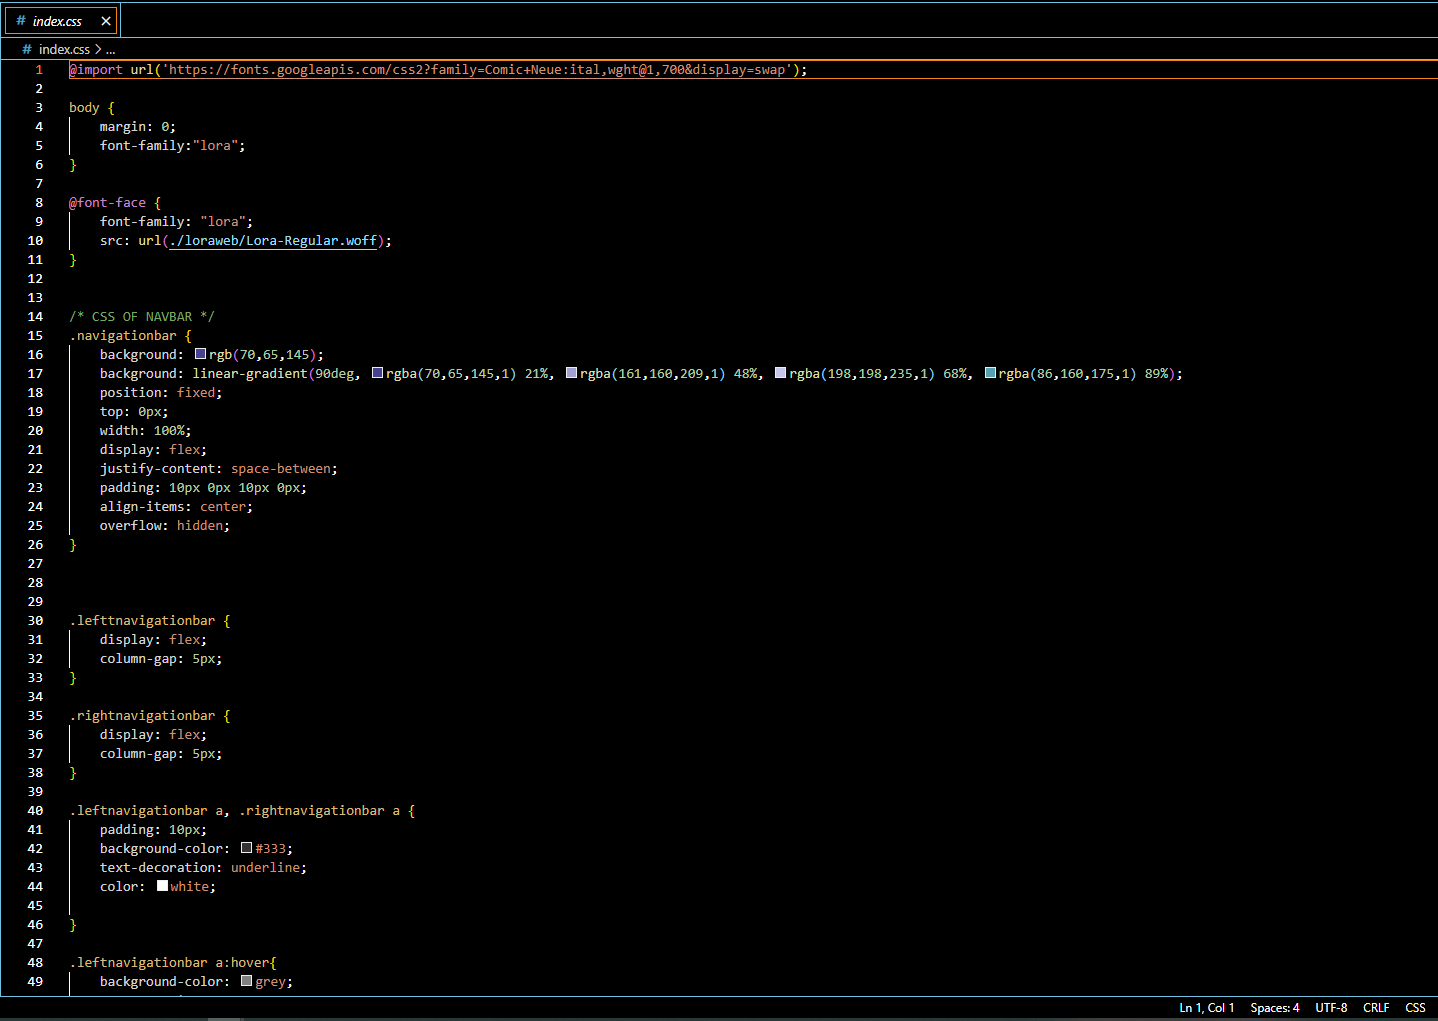 # index.css ×
# index.css > ...
1 @import url('https://fonts.googleapis.com/css2?family=Comic+Neue:ital,wght@1,700&display=swap');
2
3 body {
4 margin: 0;
5 font-family:"lora";
6 }
7
8 @font-face {
9 font-family: "lora";
10 src: url(./loraweb/Lora-Regular.woff);
11 }
12
13
14 /* CSS OF NAVBAR */
15 .navigationbar {
16 background: rgb(70,65,145);
17 background: linear-gradient(90deg, rgba(70,65,145,1) 21%, rgba(161,160,209,1) 48%, rgba(198,198,235,1) 68%, rgba(86,160,175,1) 89%);
18 position: fixed;
19 top: 0px;
20 width: 100%;
21 display: flex;
22 justify-content: space-between;
23 padding: 10px 0px 10px 0px;
24 align-items: center;
25 overflow: hidden;
26 }
27
28
29
30 .lefttnavigationbar {
31 display: flex;
32 column-gap: 5px;
33 }
34
35 .rightnavigationbar {
36 display: flex;
37 column-gap: 5px;
38 }
39
40 .leftnavigationbar a, .rightnavigationbar a {
41 padding: 10px;
42 background-color: #333;
43 text-decoration: underline;
44 color: white;
45
46 }
47
48 .leftnavigationbar a:hover{
49 background-color: grey;
Ln 1, Col 1 Spaces: 4 UTF-8 CRLF CSS